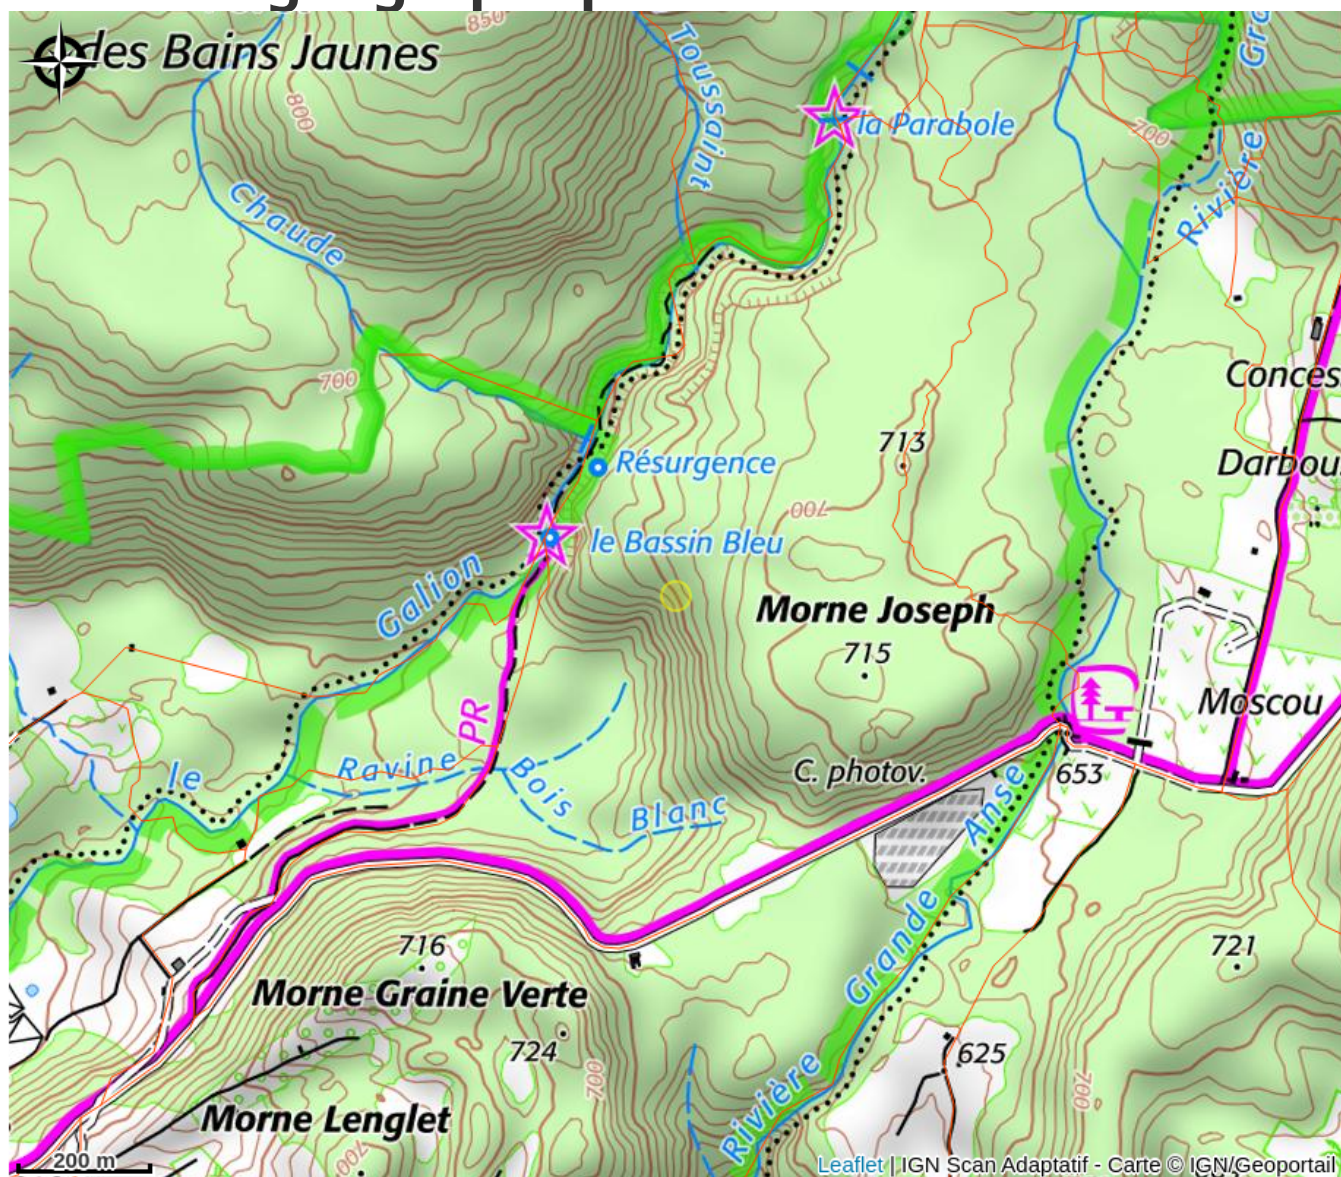 850
des Bains Jaunes
Toussaint
800
la Parabole
700
Rivière
Chaude
700
Conces
713
Résurgence
Darbou
700
le Bassin Bleu
Galion
Morne Joseph
715
PR
Moscou
le
Ravine
Bois
Blanc
C. photov.
653
Anse
Grande
716
721
Morne Graine Verte
724
625
700
700
Rivière
Morne Lenglet
700
200 m
Leaflet | IGN Scan Adaptatif - Carte © IGN/Geoportail